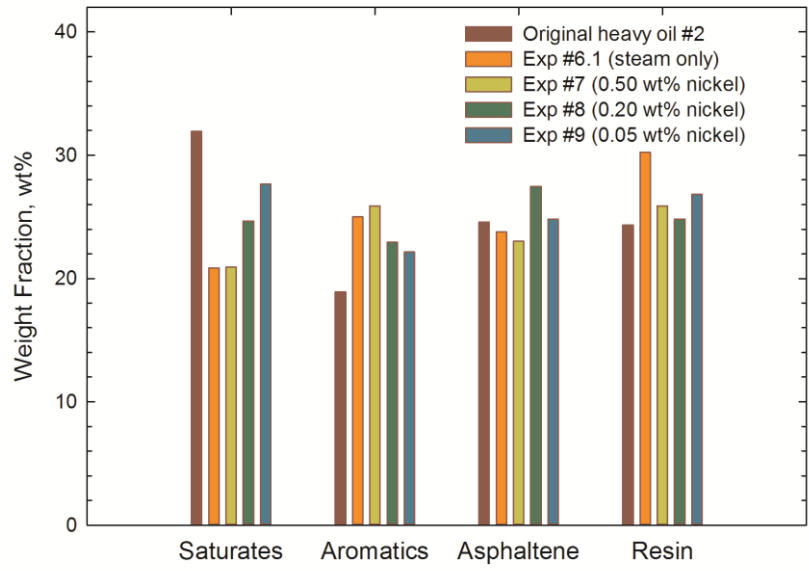 40
30
20
10
0
Weight Fraction, wt%
Original heavy oil #2
Exp #6.1 (steam only)
Exp #7 (0.50 wt% nickel)
Exp #8 (0.20 wt% nickel)
Exp #9 (0.05 wt% nickel)
Saturates Aromatics Asphaltene Resin